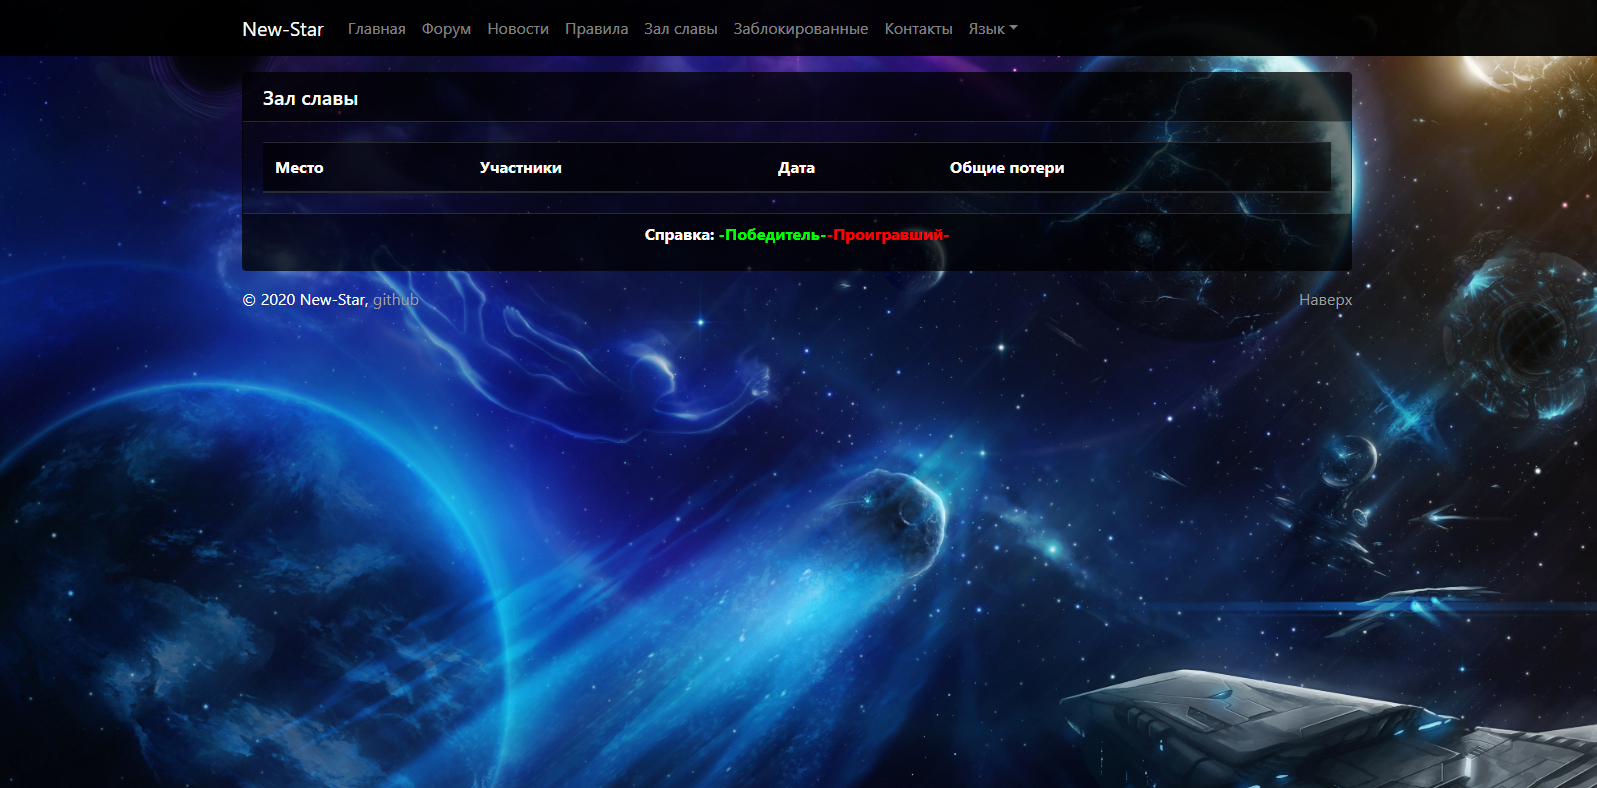 New-Star Главная Форум Новости Правила Зал славы Заблокированные Контакты Язык
Зал славы
Место Участники Дата Общие потери
Справка: -Победитель--Проигравший-
© 2020 New-Star, github Наверх